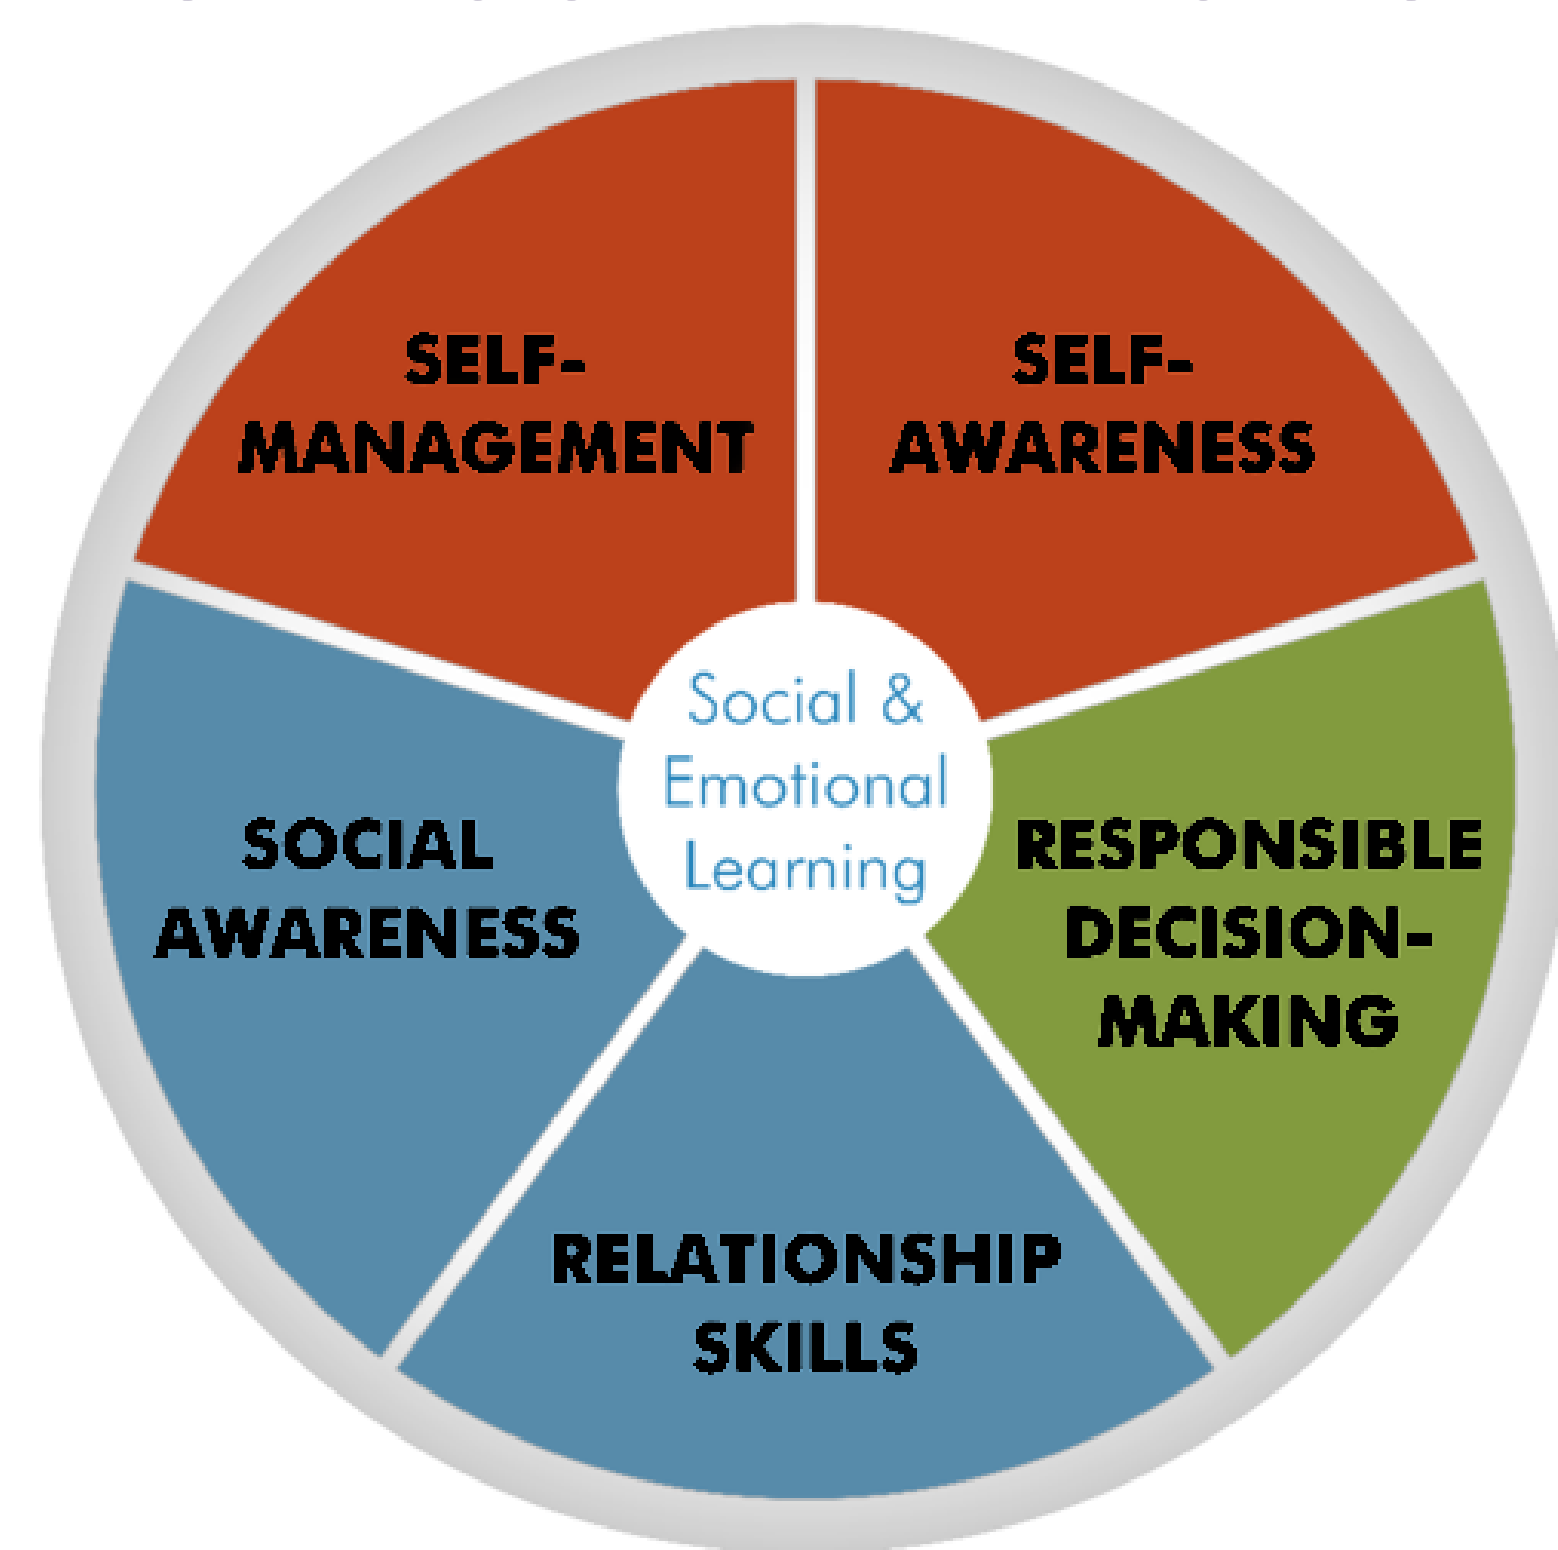 SELF-
MANAGEMENT
SELF-
AWARENESS
Social &
Emotional
Learning
SOCIAL
AWARENESS
RESPONSIBLE
DECISION-
MAKING
RELATIONSHIP
SKILLS